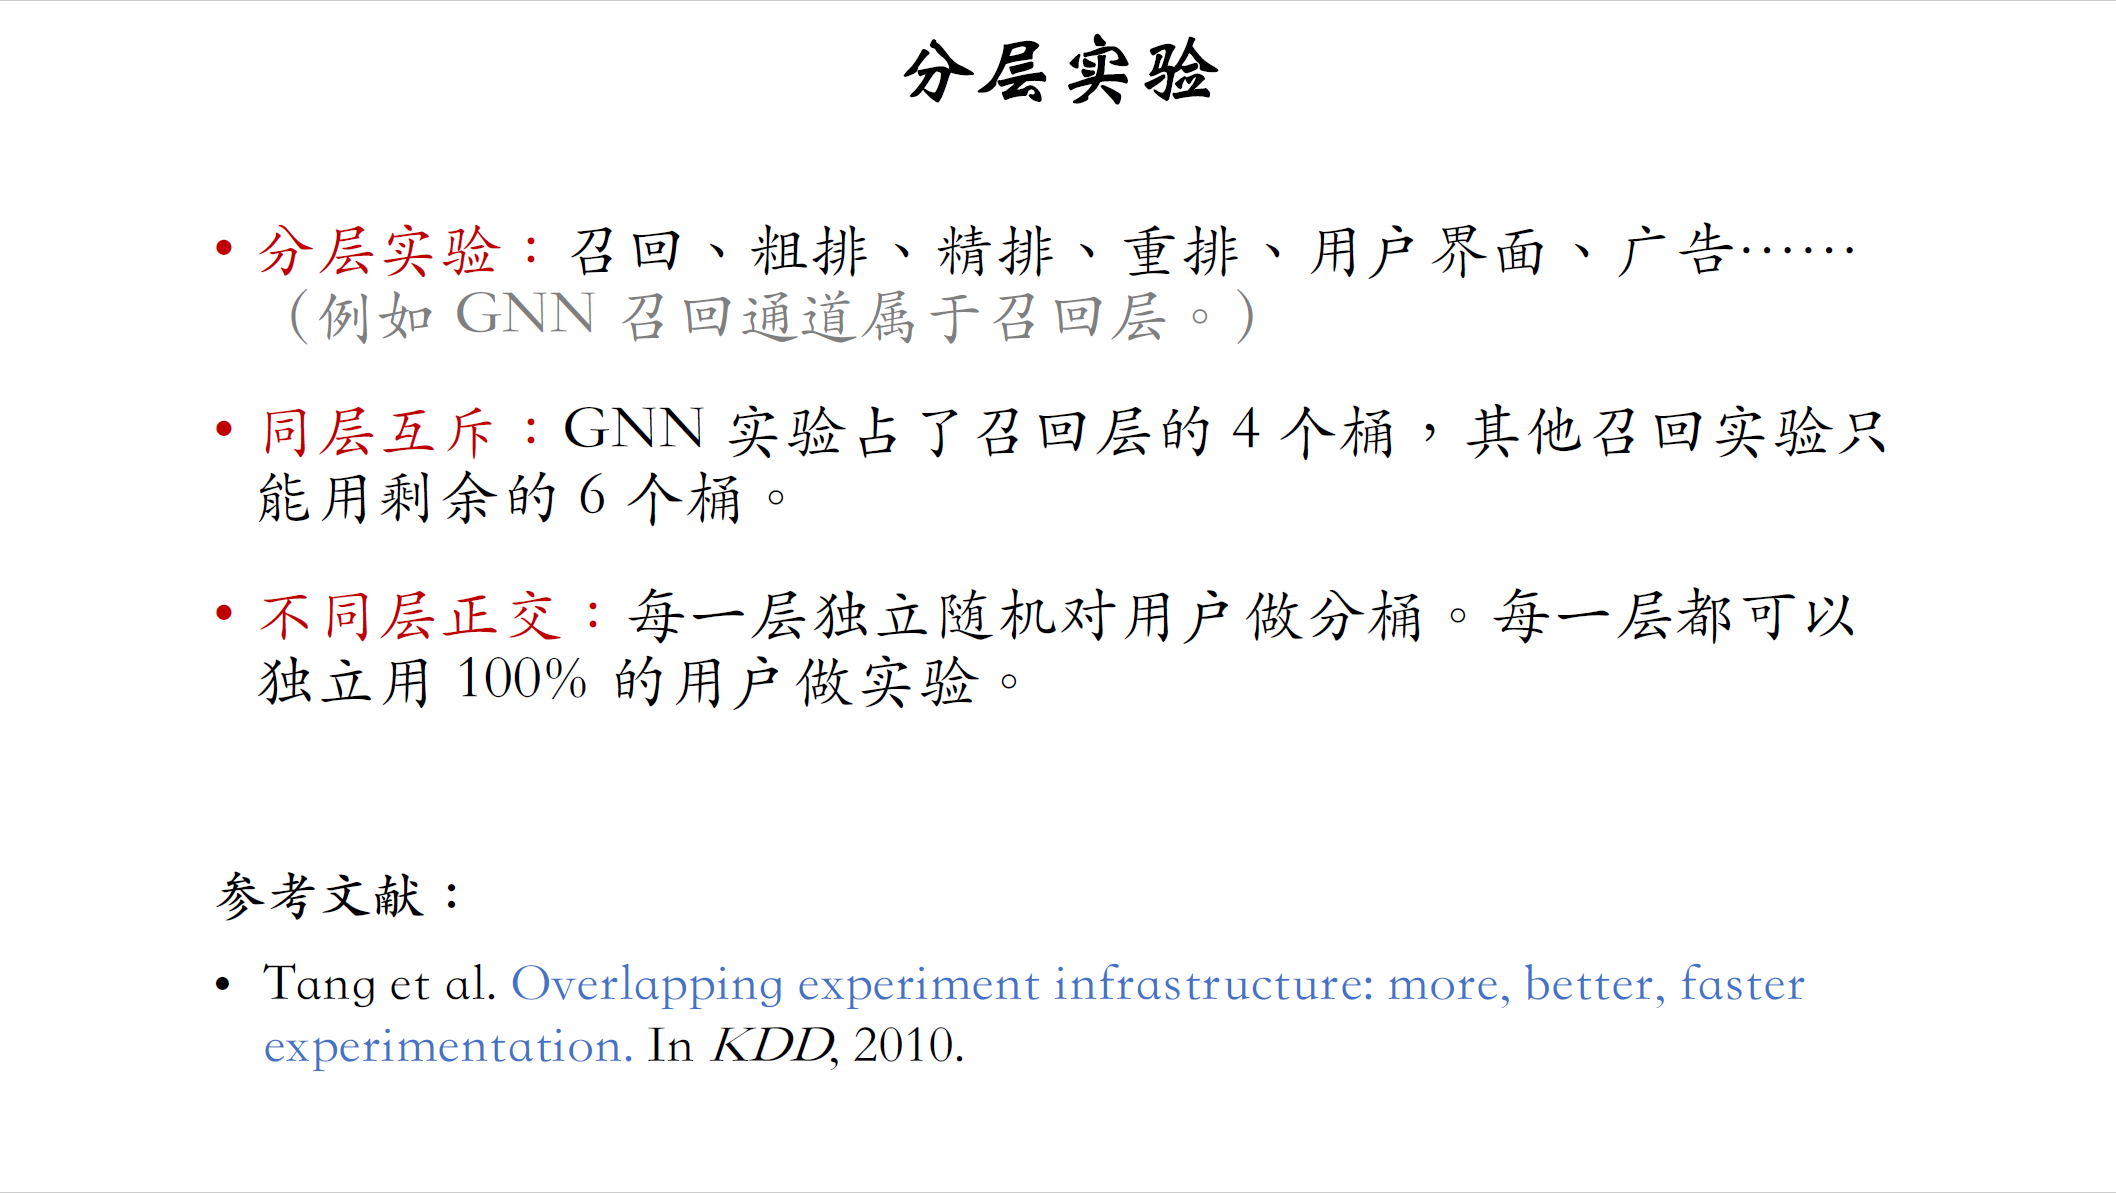 分层实验
• 分层实验：召回、粗排、精排、重排、用户界面、广告……
（例如 GNN 召回通道属于召回层。）
• 同层互斥：GNN 实验占了召回层的 4 个桶，其他召回实验只
能用剩余的 6 个桶。
• 不同层正交：每一层独立随机对用户做分桶。每一层都可以
独立用 100% 的用户做实验。
参考文献：
• Tang et al. Overlapping experiment infrastructure: more, better, faster
experimentation. In KDD, 2010.